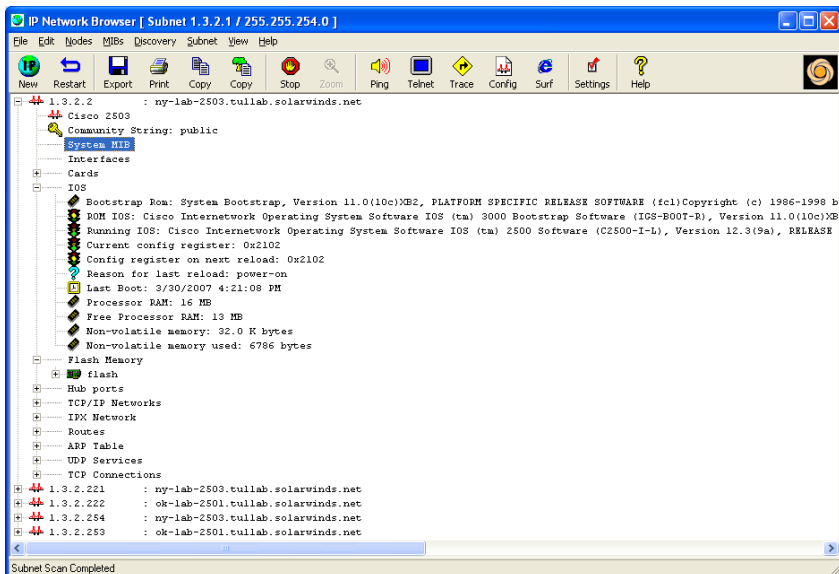 IP Network Browser [ Subnet 1.3.2.1 / 255.255.254.0 ]
File Edit Nodes MIBs Discovery Subnet View Help
IP
New Restart Export Print Copy Copy Stop Zoom Ping Telnet Trace Config Surf Settings Help
1.3.2.2 : ny-lab-2503.tullab.solarwinds.net
Cisco 2503
Community String: public
System MIB
Interfaces
Cards
IOS
Bootstrap Rom: System Bootstrap, Version 11.0(10c)XB2, PLATFORM SPECIFIC RELEASE SOFTWARE (fc1)Copyright (c) 1986-1998 b
ROM IOS: Cisco Internetwork Operating System Software IOS (tm) 3000 Bootstrap Software (IGS-BOOT-R), Version 11.0(10c)XB
Running IOS: Cisco Internetwork Operating System Software IOS (tm) 2500 Software (C2500-I-L), Version 12.3(9a), RELEASE
Current config register: 0x2102
Config register on next reload: 0x2102
Reason for last reload: power-on
Last Boot: 3/30/2007 4:21:08 PM
Processor RAM: 16 MB
Free Processor RAM: 13 MB
Non-volatile memory: 32.0 K bytes
Non-volatile memory used: 6786 bytes
Flash Memory
flash
Hub ports
TCP/IP Networks
IPX Network
Routes
ARP Table
UDP Services
TCP Connections
1.3.2.221 : ny-lab-2503.tullab.solarwinds.net
1.3.2.222 : ok-lab-2501.tullab.solarwinds.net
1.3.2.254 : ny-lab-2503.tullab.solarwinds.net
1.3.2.253 : ok-lab-2501.tullab.solarwinds.net
Subnet Scan Completed